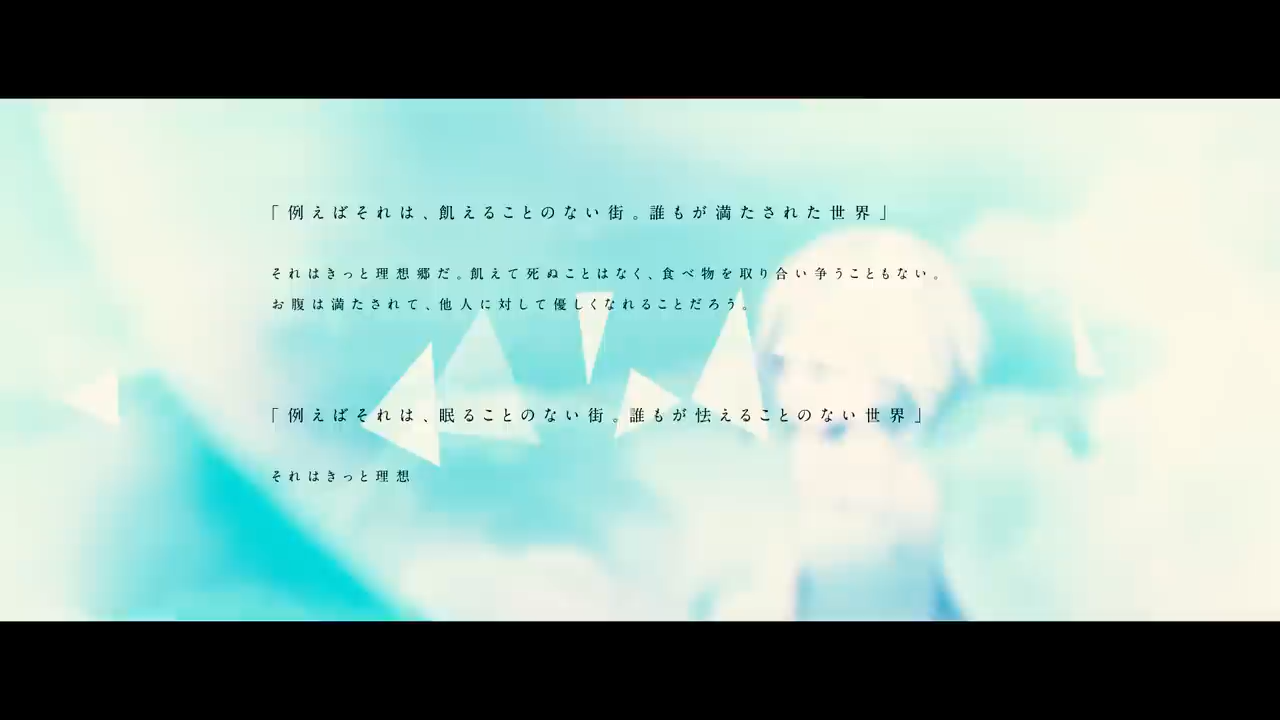 「例えばそれは、飢えることのない街。誰もが満たされた世界」
それはきっと理想郷だ。飢えて死ぬことはなく、食べ物を取り合い争うこともない。
お腹は満たされて、他人に対して優しくなれることだろう。
「例えばそれは、眠ることのない街。誰もが怯えることのない世界」
それはきっと理想